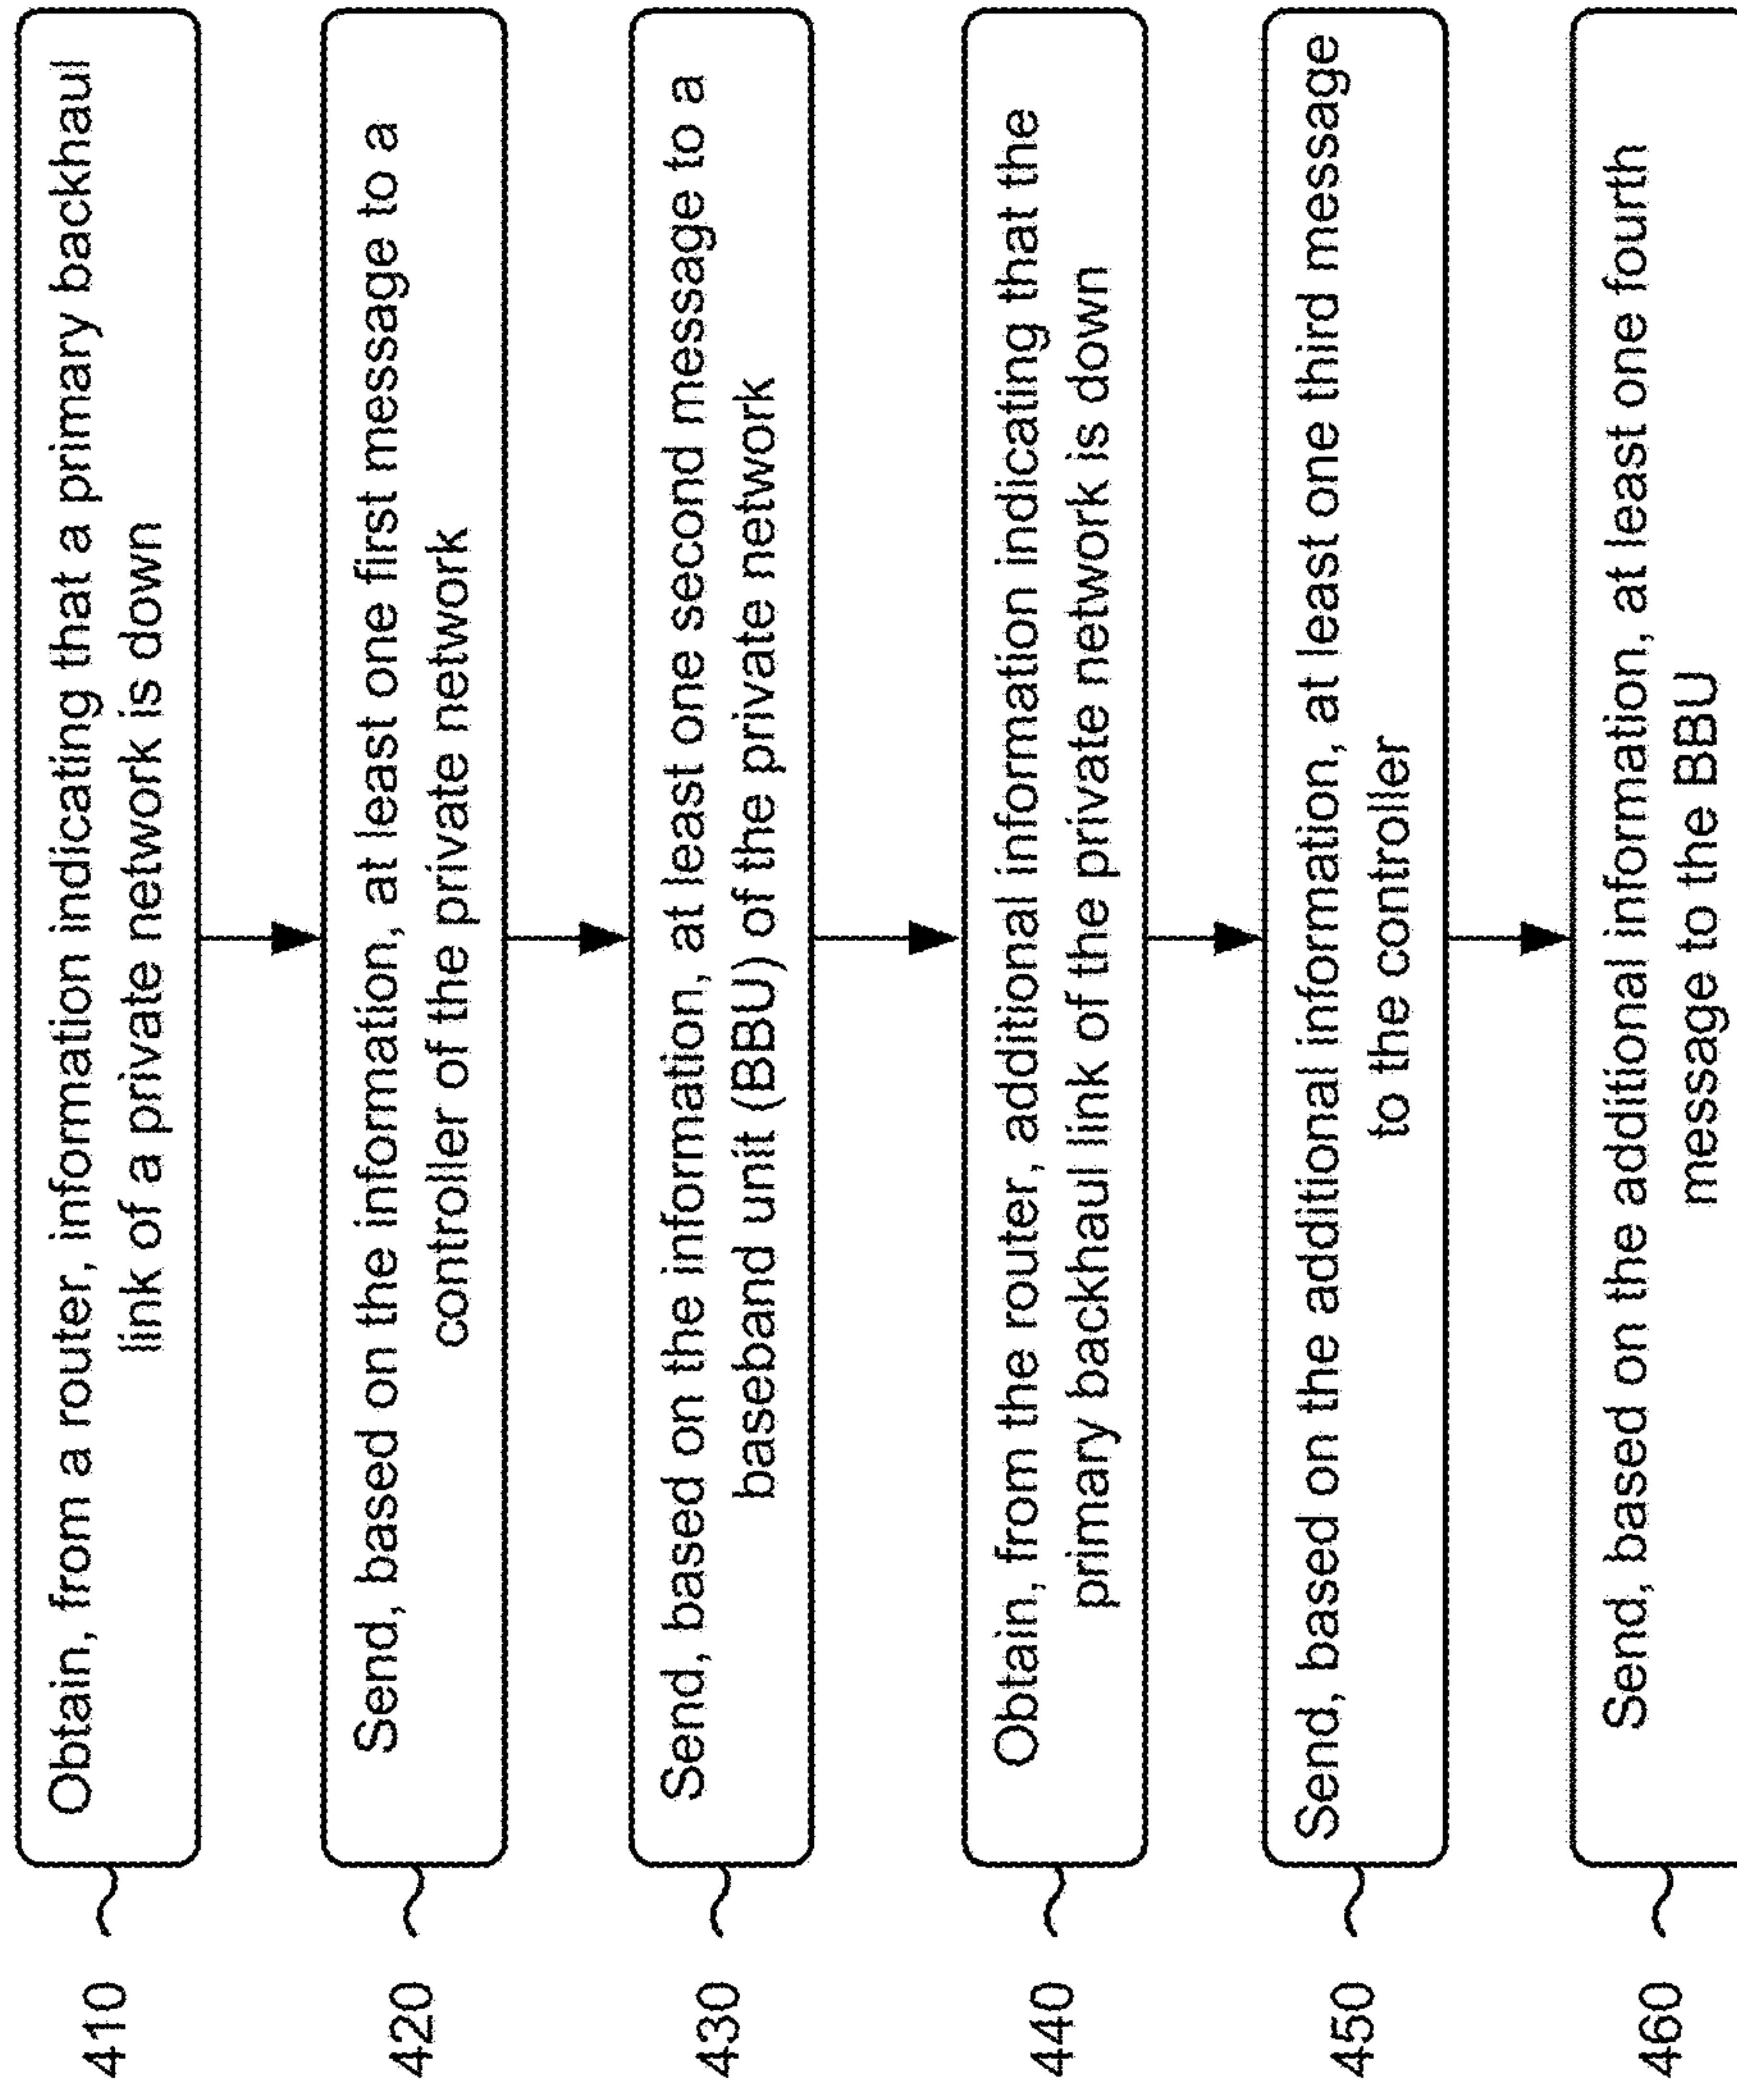 410
Obtain, from a router, information indicating that a primary backhaul
link of a private network is down
420
Send, based on the information, at least one first message to a
controller of the private network
430
Send, based on the information, at least one second message to a
baseband unit (BBU) of the private network
440
Obtain, from the router, additional information indicating that the
primary backhaul link of the private network is down
450
Send, based on the additional information, at least one third message
to the controller
460
Send, based on the additional information, at least one fourth
message to the BBU